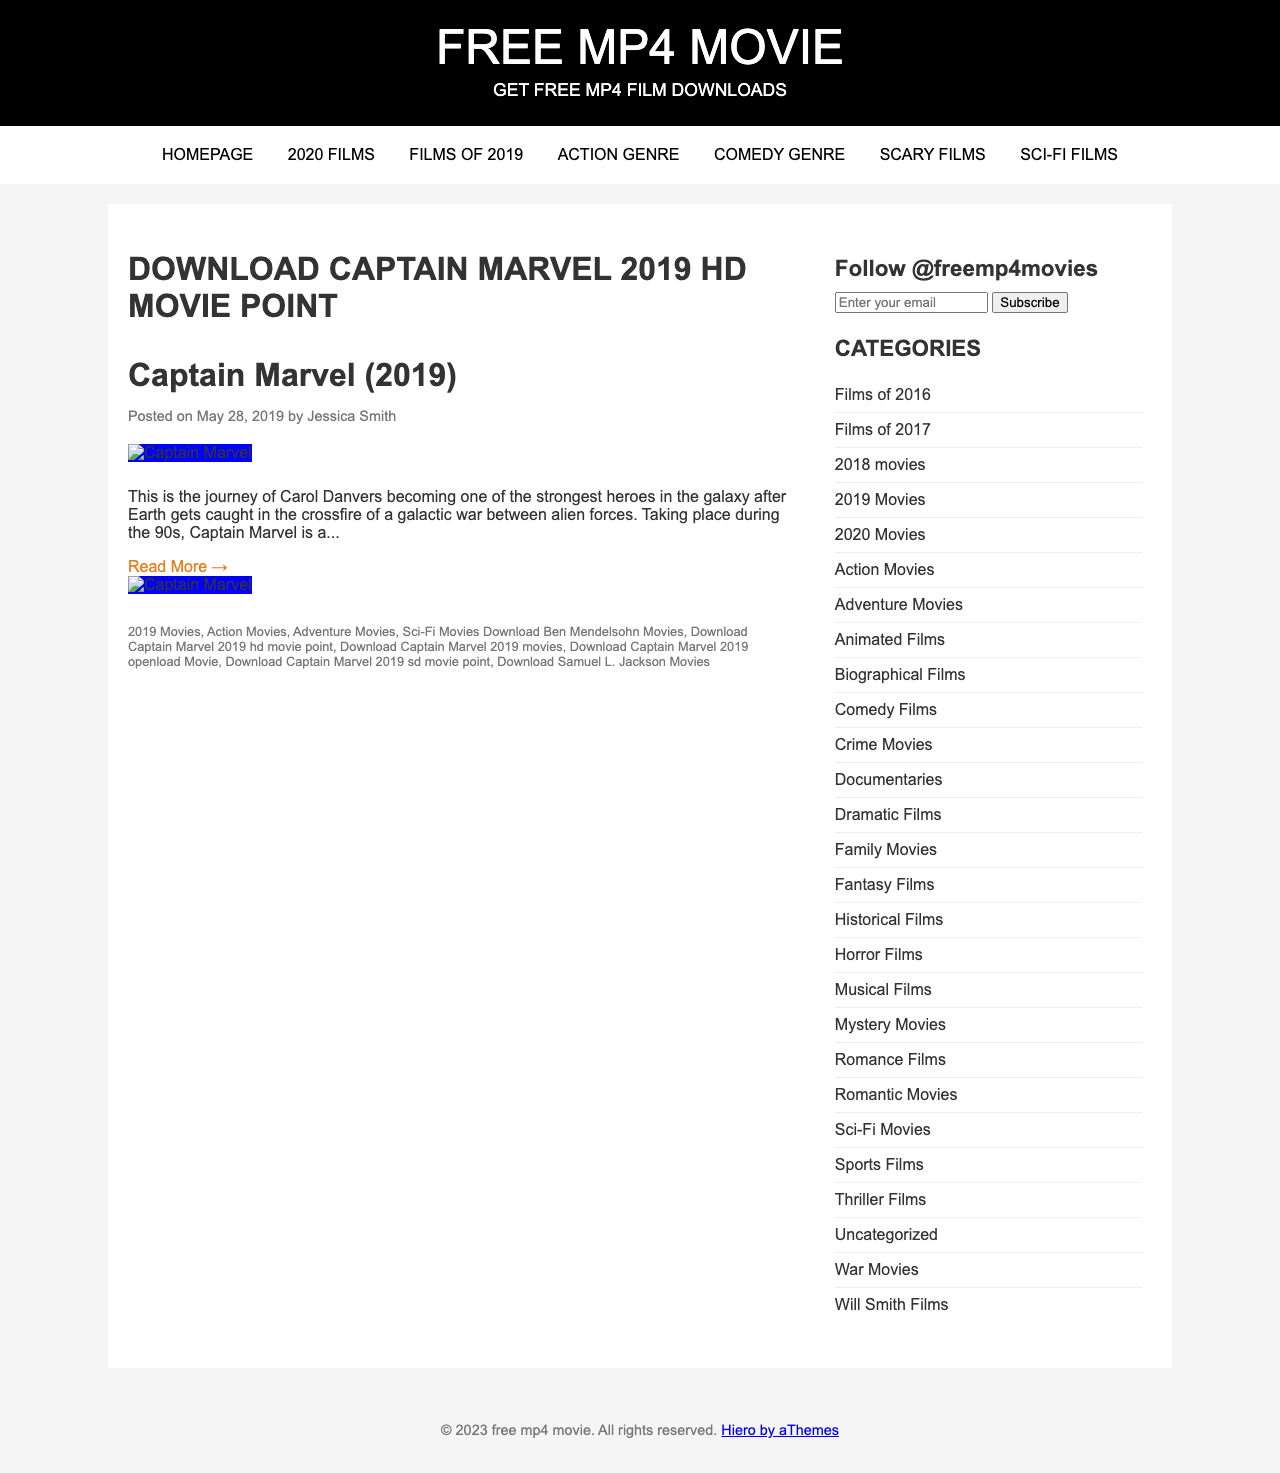 FREE MP4 MOVIE
GET FREE MP4 FILM DOWNLOADS
HOMEPAGE 2020 FILMS FILMS OF 2019 ACTION GENRE COMEDY GENRE SCARY FILMS SCI-FI FILMS
DOWNLOAD CAPTAIN MARVEL 2019 HD
MOVIE POINT
Captain Marvel (2019)
Posted on May 28, 2019 by Jessica Smith
Captain Marvel
This is the journey of Carol Danvers becoming one of the strongest heroes in the galaxy after
Earth gets caught in the crossfire of a galactic war between alien forces. Taking place during
the 90s, Captain Marvel is a...
Read More →
Captain Marvel
2019 Movies, Action Movies, Adventure Movies, Sci-Fi Movies Download Ben Mendelsohn Movies, Download
Captain Marvel 2019 hd movie point, Download Captain Marvel 2019 movies, Download Captain Marvel 2019
openload Movie, Download Captain Marvel 2019 sd movie point, Download Samuel L. Jackson Movies
Follow @freemp4movies
Enter your email Subscribe
CATEGORIES
Films of 2016
Films of 2017
2018 movies
2019 Movies
2020 Movies
Action Movies
Adventure Movies
Animated Films
Biographical Films
Comedy Films
Crime Movies
Documentaries
Dramatic Films
Family Movies
Fantasy Films
Historical Films
Horror Films
Musical Films
Mystery Movies
Romance Films
Romantic Movies
Sci-Fi Movies
Sports Films
Thriller Films
Uncategorized
War Movies
Will Smith Films
© 2023 free mp4 movie. All rights reserved. Hiero by aThemes